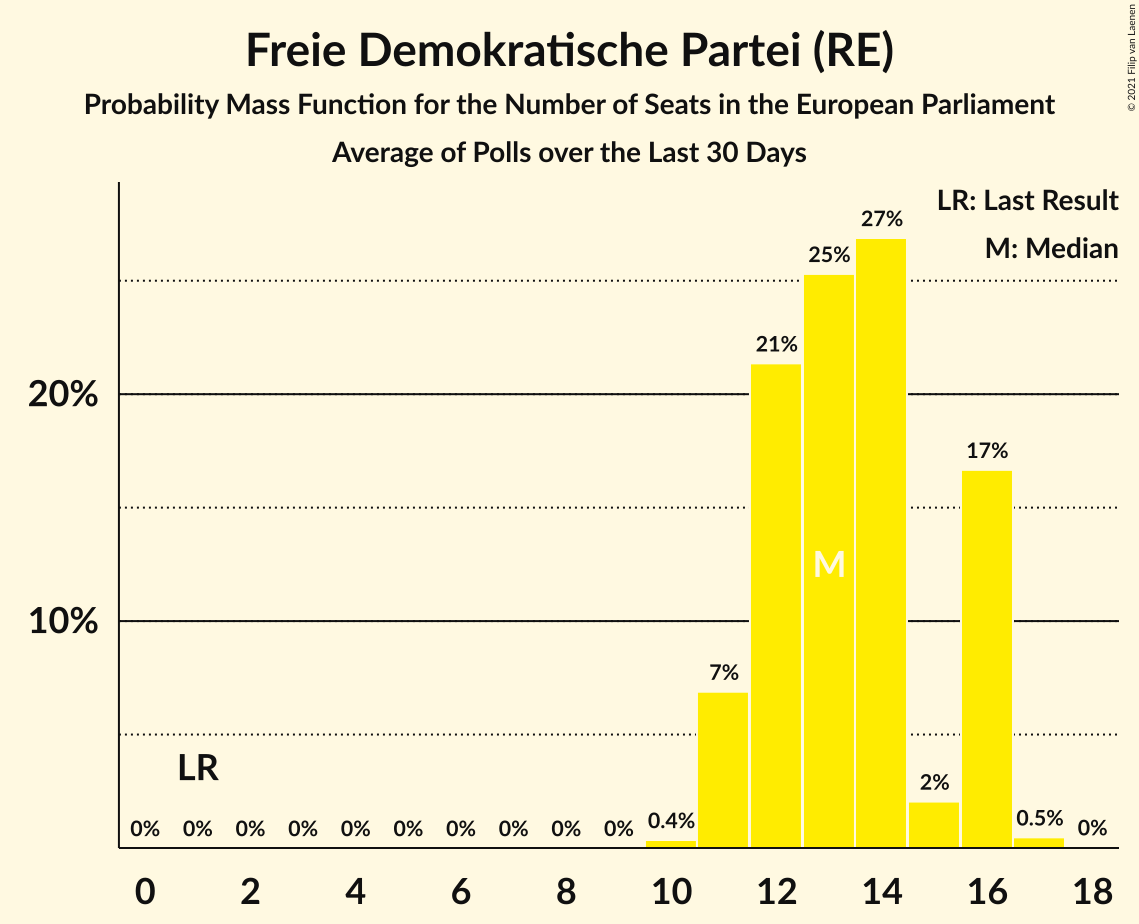 Freie Demokratische Partei (RE)
Probability Mass Function for the Number of Seats in the European Parliament
Average of Polls over the Last 30 Days
© 2021 Filip van Laenen
LR: Last Result
M: Median
20%
10%
0% 0% 0% 0% 0% 0% 0% 0% 0% 0% 0.4% 7% 21% 25% 27% 2% 17% 0.5% 0%
LR
M
0 2 4 6 8 10 12 14 16 18